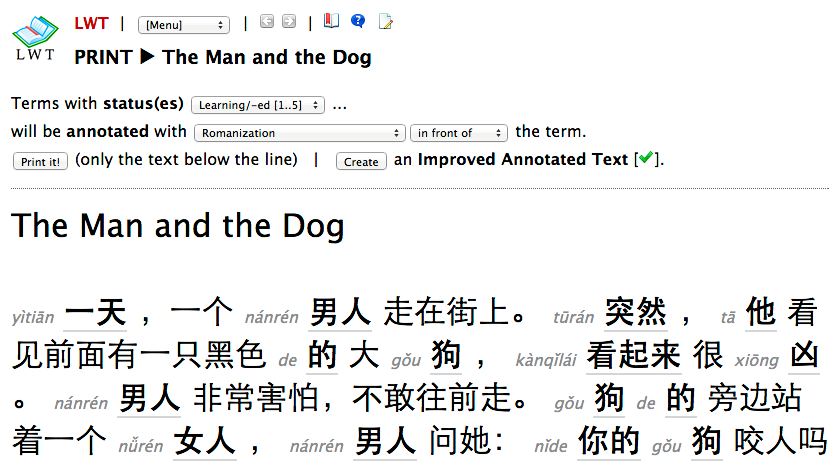 LWT | [Menu] | |
LWT
PRINT ▶ The Man and the Dog
Terms with status(es) Learning/-ed [1..5] ...
will be annotated with Romanization in front of the term.
Print it! (only the text below the line) | Create an Improved Annotated Text [✔].
The Man and the Dog
yìtiān 一天 ，一个 nánrén 男人 走在街上。 tūrán 突然 ， tā 他 看
见前面有一只黑色 de 的 大 gǒu 狗 ， kànqǐlái 看起来 很 xiōng 凶
。 nánrén 男人 非常害怕，不敢往前走。 gǒu 狗 de 的 旁边站
着一个 nǚrén 女人 ， nánrén 男人 问她： nǐde 你的 gǒu 狗 咬人吗